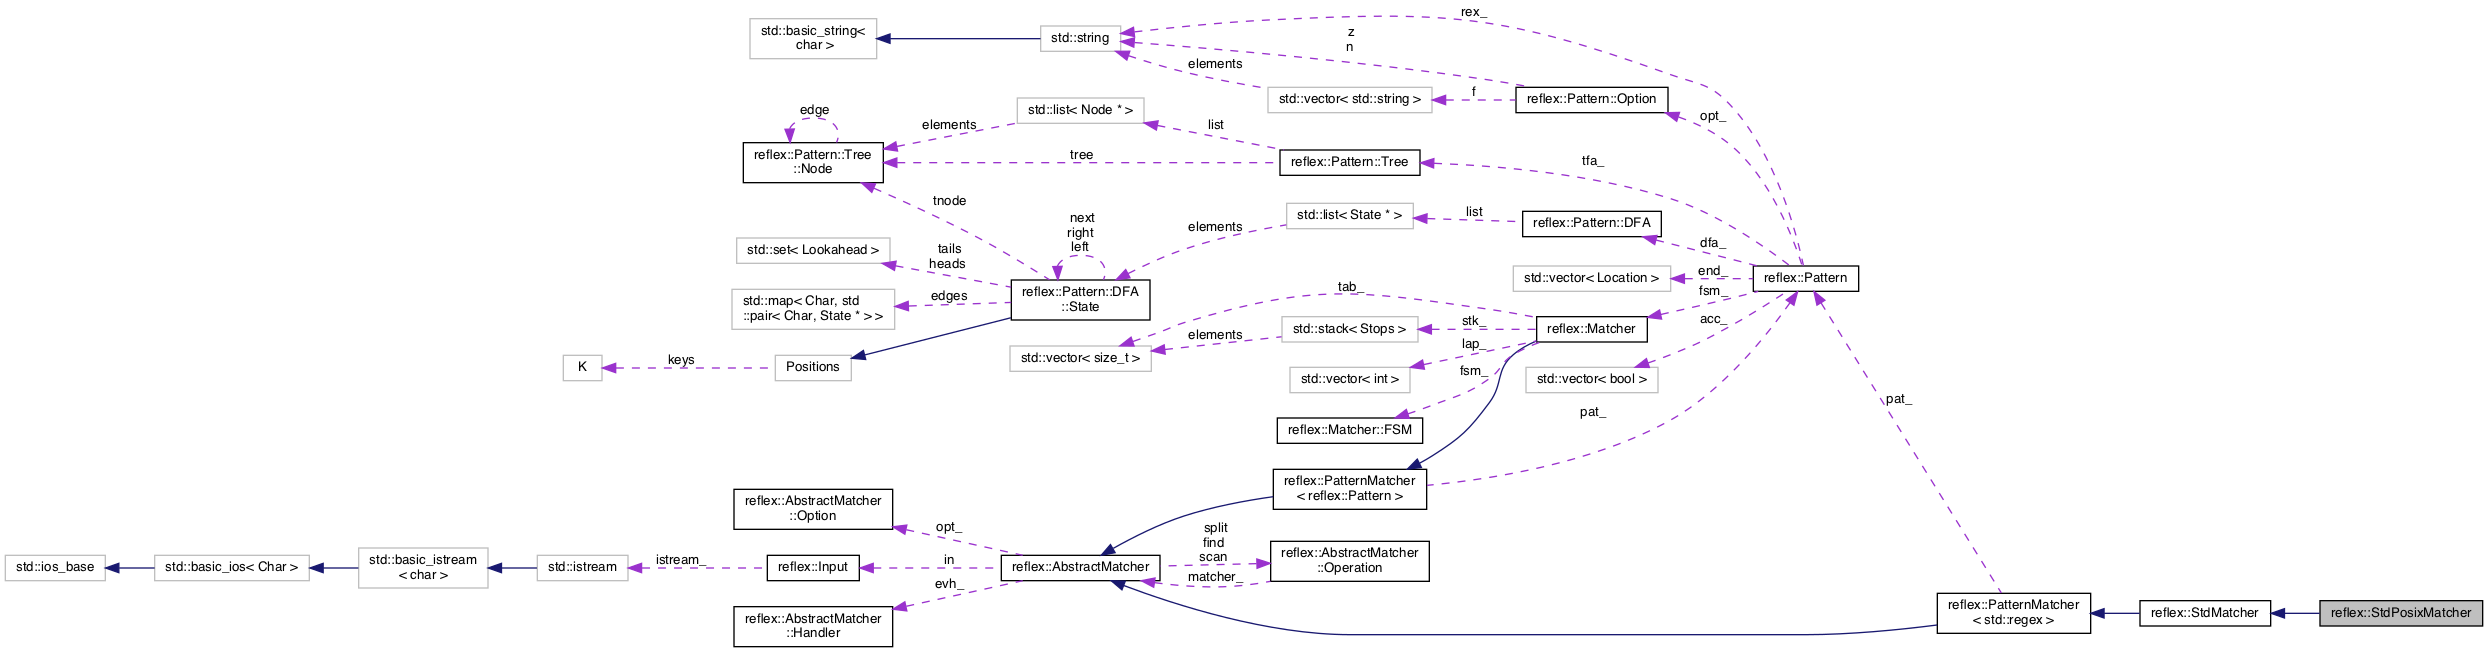 rex_
std::basic_string<
char >
std::string
z
n
elements
std::vector< std::string >
f
reflex::Pattern::Option
opt_
edge
std::list< Node * >
elements
list
reflex::Pattern::Tree
::Node
tree
reflex::Pattern::Tree
tfa_
tnode
next
right
left
elements
std::list< State * >
list
reflex::Pattern::DFA
dfa_
std::set< Lookahead >
tails
heads
reflex::Pattern::DFA
::State
std::vector< Location >
end_
reflex::Pattern
std::map< Char, std
::pair< Char, State * > >
edges
tab_
fsm_
elements
std::stack< Stops >
stk_
reflex::Matcher
acc_
std::vector< size_t >
lap_
K
keys
Positions
std::vector< int >
fsm_
std::vector< bool >
pat_
pat_
reflex::Matcher::FSM
reflex::PatternMatcher
< reflex::Pattern >
reflex::AbstractMatcher
::Option
opt_
split
find
scan
matcher_
reflex::AbstractMatcher
::Operation
std::ios_base
std::basic_ios< Char >
std::basic_istream
< char >
std::istream
istream_
reflex::Input
in
reflex::AbstractMatcher
evh_
reflex::AbstractMatcher
::Handler
reflex::PatternMatcher
< std::regex >
reflex::StdMatcher
reflex::StdPosixMatcher